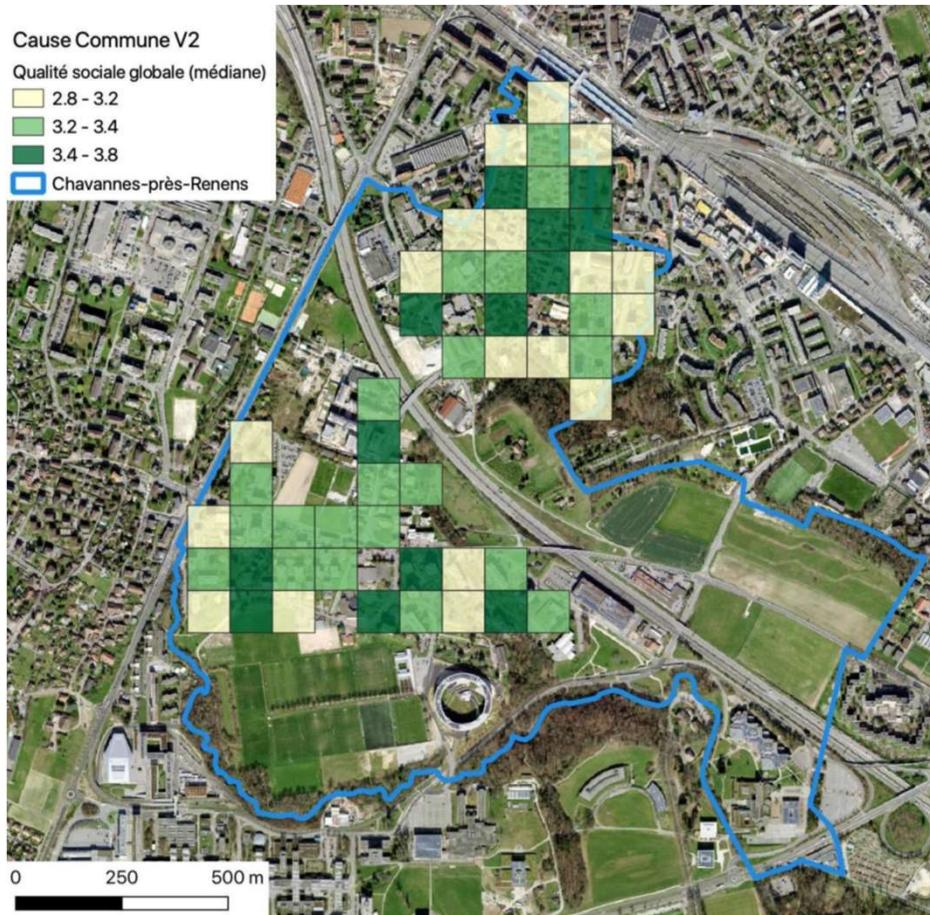 Cause Commune V2
Qualité sociale globale (médiane)
2.8 - 3.2
3.2 - 3.4
3.4 - 3.8
Chavannes-près-Renens
0 250 500 m